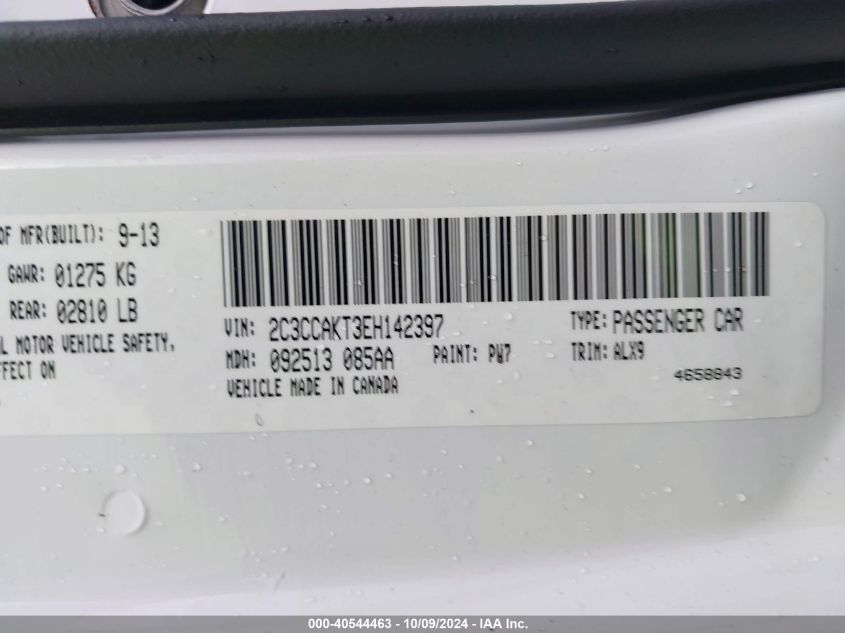 OF MFR(BUILT): 9-13
GAWR: 01275 KG
REAR: 02810 LB
L MOTOR VEHICLE SAFETY.
FFECT ON
VIN: 2C3CCAKT3EH142397
TYPE: PASSENGER CAR
MDH: 092513 085AA
PAINT: PW7
TRIM: ALX9
VEHICLE MADE IN CANADA
4658843
000-40544463 - 10/09/2024 - IAA Inc.